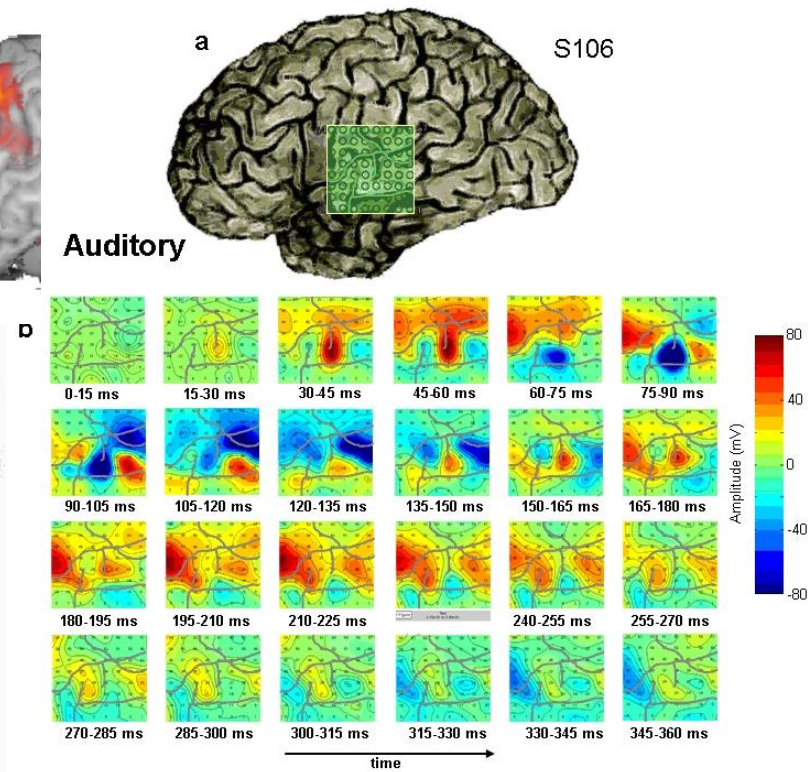 a
S106
Auditory
b
0-15 ms 15-30 ms 30-45 ms 45-60 ms 60-75 ms 75-90 ms
90-105 ms 105-120 ms 120-135 ms 135-150 ms 150-165 ms 165-180 ms
180-195 ms 195-210 ms 210-225 ms 240-255 ms 255-270 ms
270-285 ms 285-300 ms 300-315 ms 315-330 ms 330-345 ms 345-360 ms
time
80
40
0
-40
-80
Amplitude (mV)